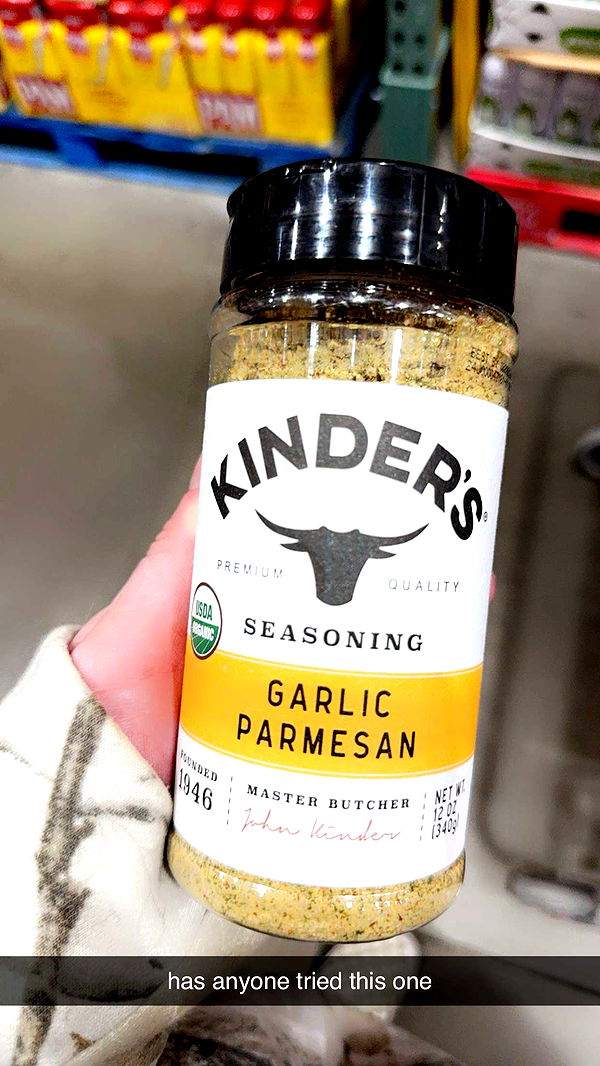 KINDER'S®
PREMIUM QUALITY
USDA
ORGANIC
SEASONING
GARLIC
PARMESAN
FOUNDED
1946
MASTER BUTCHER
John Kinder
NET WT.
12 OZ
(340g)
has anyone tried this one